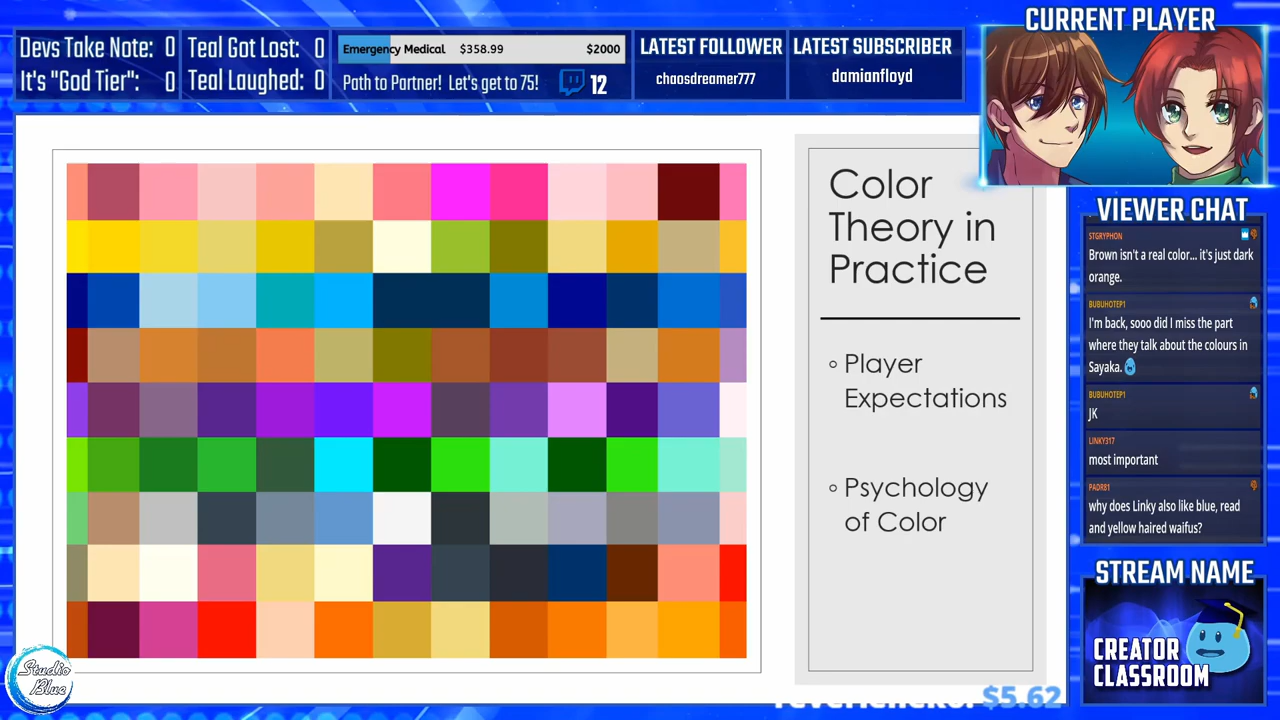 Devs Take Note: 0
It's "God Tier": 0
Teal Got Lost: 0
Teal Laughed: 0
Emergency Medical $358.99 $2000
Path to Partner! Let's get to 75! 12
LATEST FOLLOWER
chaosdreamer777
LATEST SUBSCRIBER
damianfloyd
CURRENT PLAYER
Color
Theory in
Practice
Player
Expectations
Psychology
of Color
VIEWER CHAT
STGRYPHON
Brown isn't a real color... it's just dark
orange.
BUBUHOTEP1
I'm back, sooo did I miss the part
where they talk about the colours in
Sayaka.
BUBUHOTEP1
JK
LINKY317
most important
PADR81
why does Linky also like blue, read
and yellow haired waifus?
STREAM NAME
CREATOR
CLASSROOM
Studio
Blue
$5.62